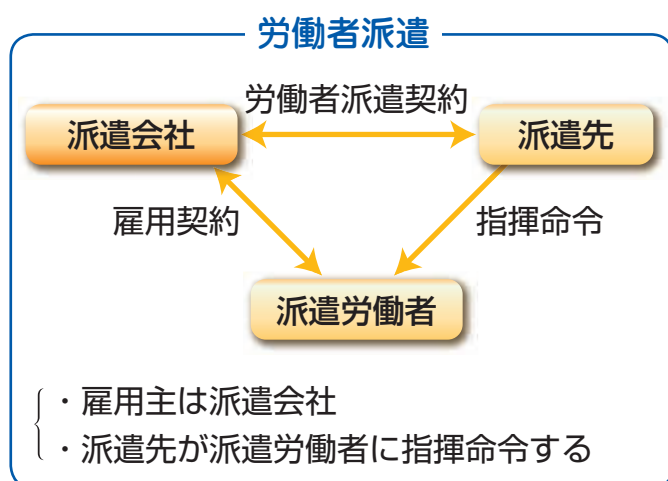 労働者派遣
労働者派遣契約
派遣会社
派遣先
雇用契約
指揮命令
派遣労働者
・雇用主は派遣会社
・派遣先が派遣労働者に指揮命令する